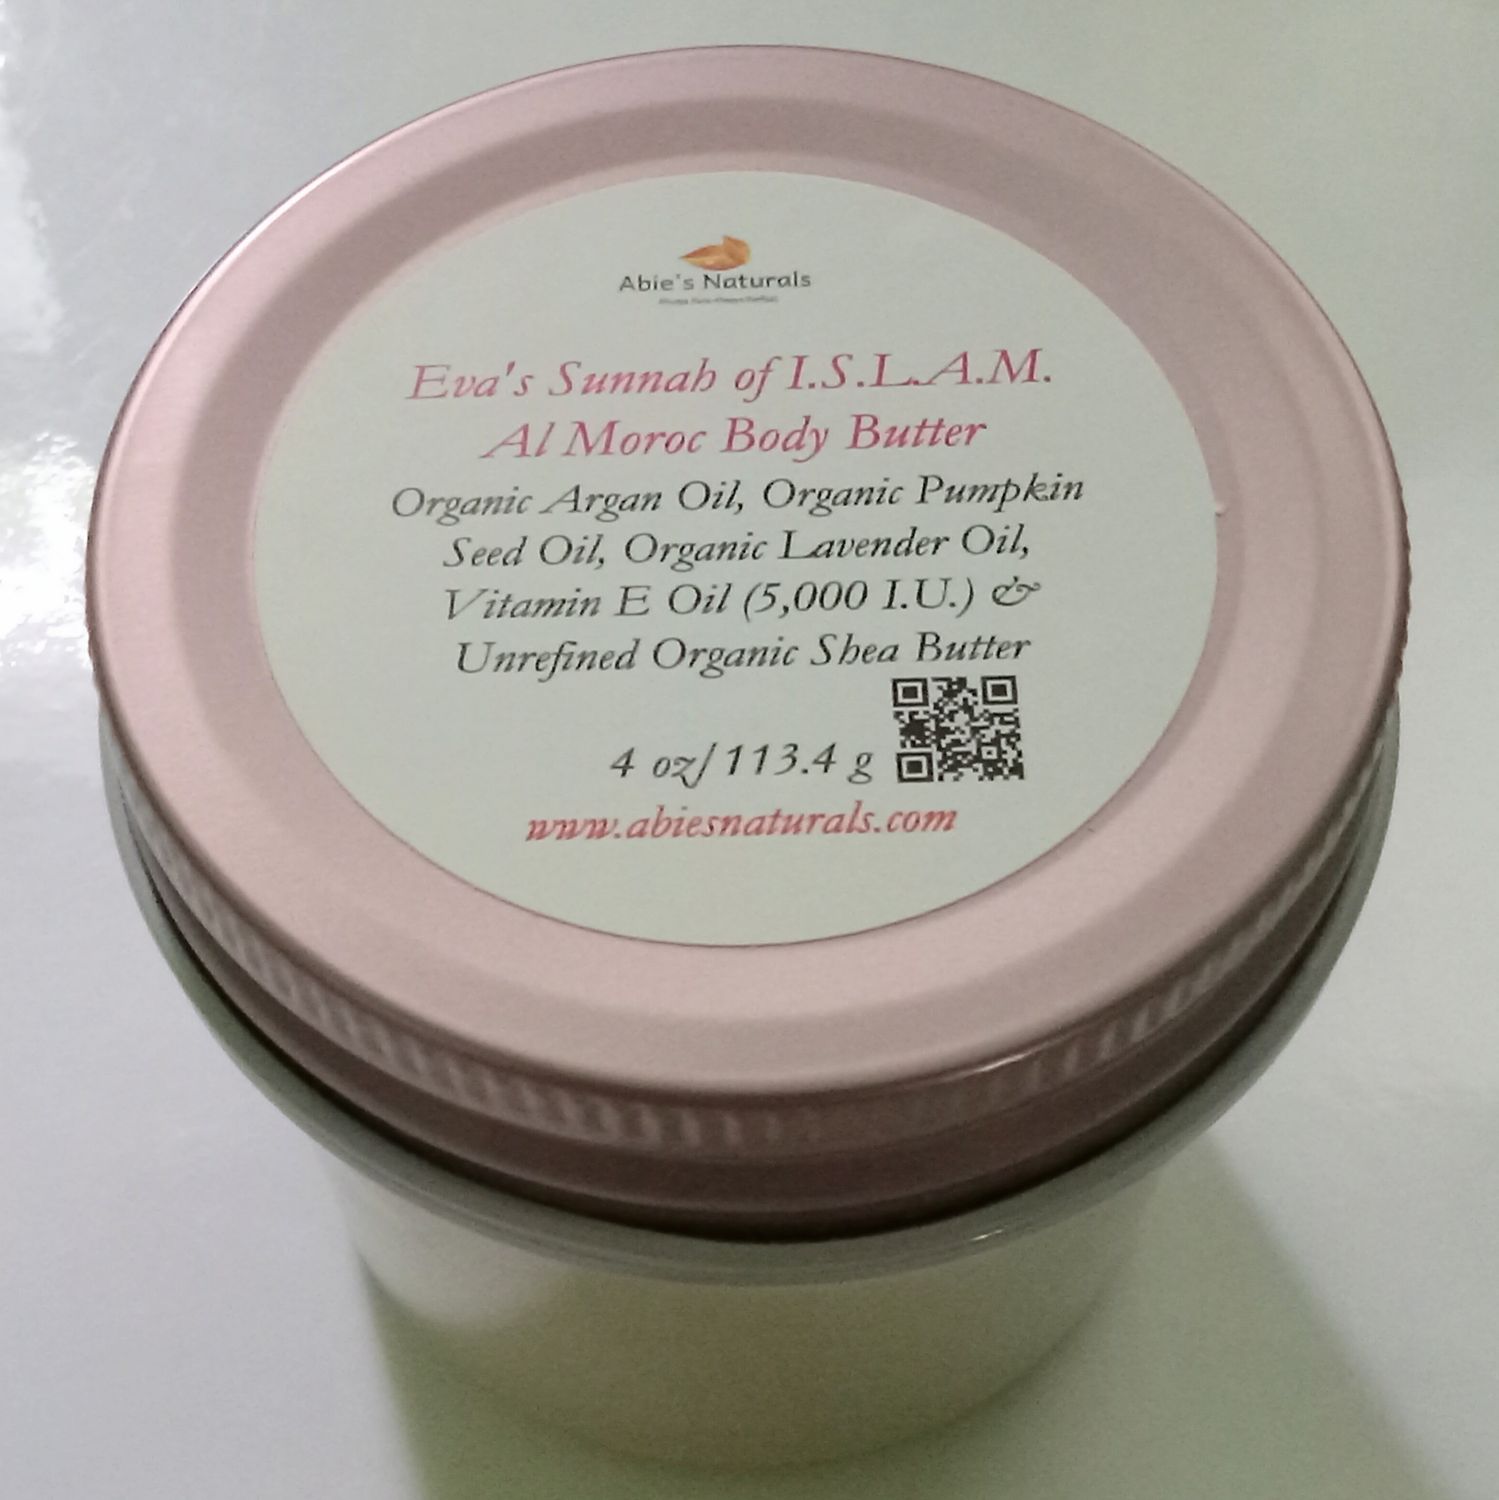 Abie's Naturals
Eva's Sunnah of I.S.L.A.M.
Al Moroc Body Butter
Organic Argan Oil, Organic Pumpkin
Seed Oil, Organic Lavender Oil,
Vitamin E Oil (5,000 I.U.) &
Unrefined Organic Shea Butter
4 oz/113.4 g
www.abiesnaturals.com